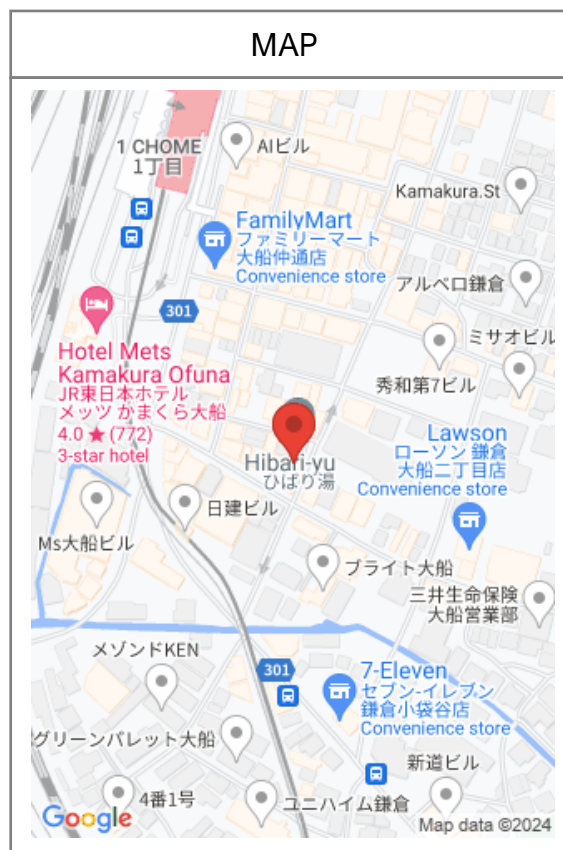 MAP
1 CHOME
1丁目
AIビル
Kamakura.St
FamilyMart
ファミリーマート
大船仲通店
Convenience store
アルベロ鎌倉
301
ミサオビル
Hotel Mets
Kamakura Ofuna
JR東日本ホテル
メッツ かまくら大船
4.0 ★ (772)
3-star hotel
秀和第7ビル
Lawson
ローソン 鎌倉
大船二丁目店
Convenience store
Hibari-yu
ひばり湯
日建ビル
Ms大船ビル
ブライト大船
三井生命保険
大船営業部
メゾンドKEN
301
7-Eleven
セブン-イレブン
鎌倉小袋谷店
Convenience store
グリーンパレット大船
新道ビル
4番1号
ユニハイム鎌倉
Google
Map data ©2024